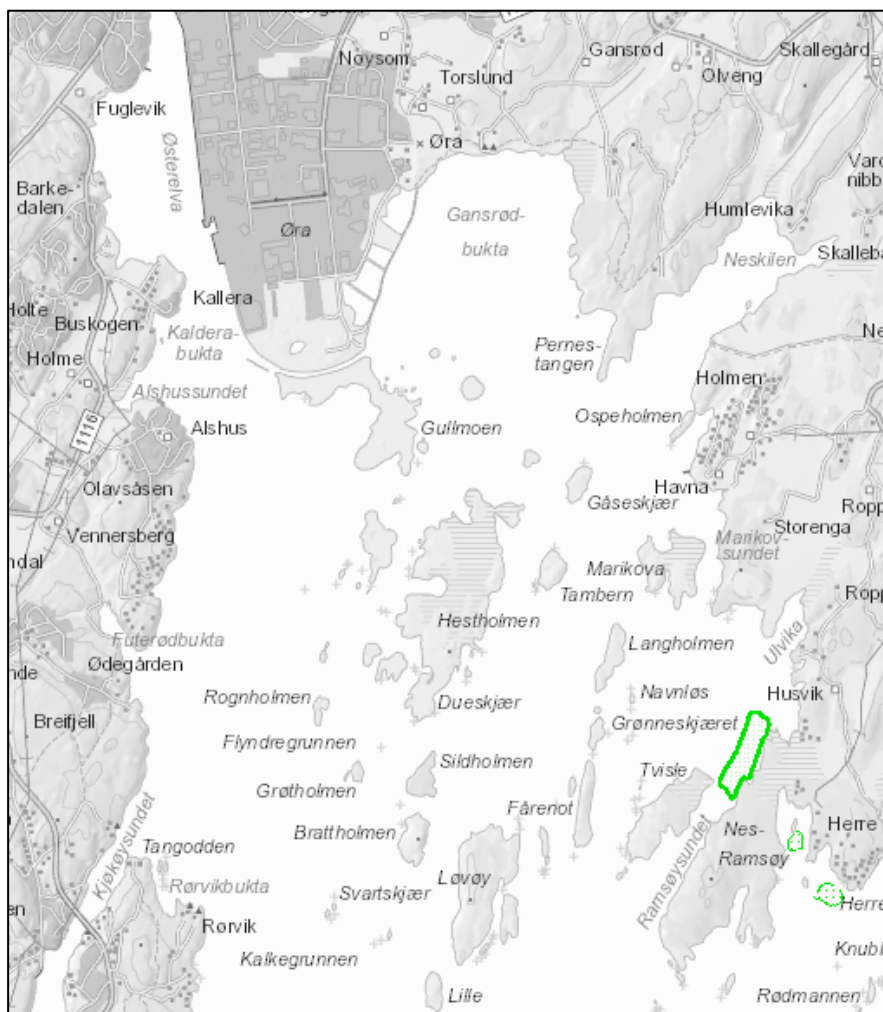 Nøysom
Gansrød
Skallegård
Torslund
Olveng
Fuglevik
Østerelva
Øra
Barke-
dalen
Øra
Gansrød-
bukta
Humlevika
Neskilen
Kallera
Holte
Buskogen
Kaldera-
bukta
Holme
Pernes-
tangen
Alshussundet
Holmen
1116
Alshus
Gullmoen
Ospeholmen
Olavsåsen
Havna
Gåseskjær
Vennersberg
Storenga
Marikov-
sundet
Marikova
Tambern
Hestholmen
Futerødbukta
Langholmen
Ulvika
Ødegården
Rognholmen
Dueskjær
Navnløs
Husvik
Breifjell
Grønneskjæret
Flyndregrunnen
Sildholmen
Tvisle
Grøtholmen
Fårenot
Brattholmen
Nes-
Ramsøy
Herre
Tangodden
Kjøkøysundet
Ramsøysundet
Rørvikbukta
Svartskjær
Løvøy
Rørvik
Kalkegrunnen
Lille
Rødmannen